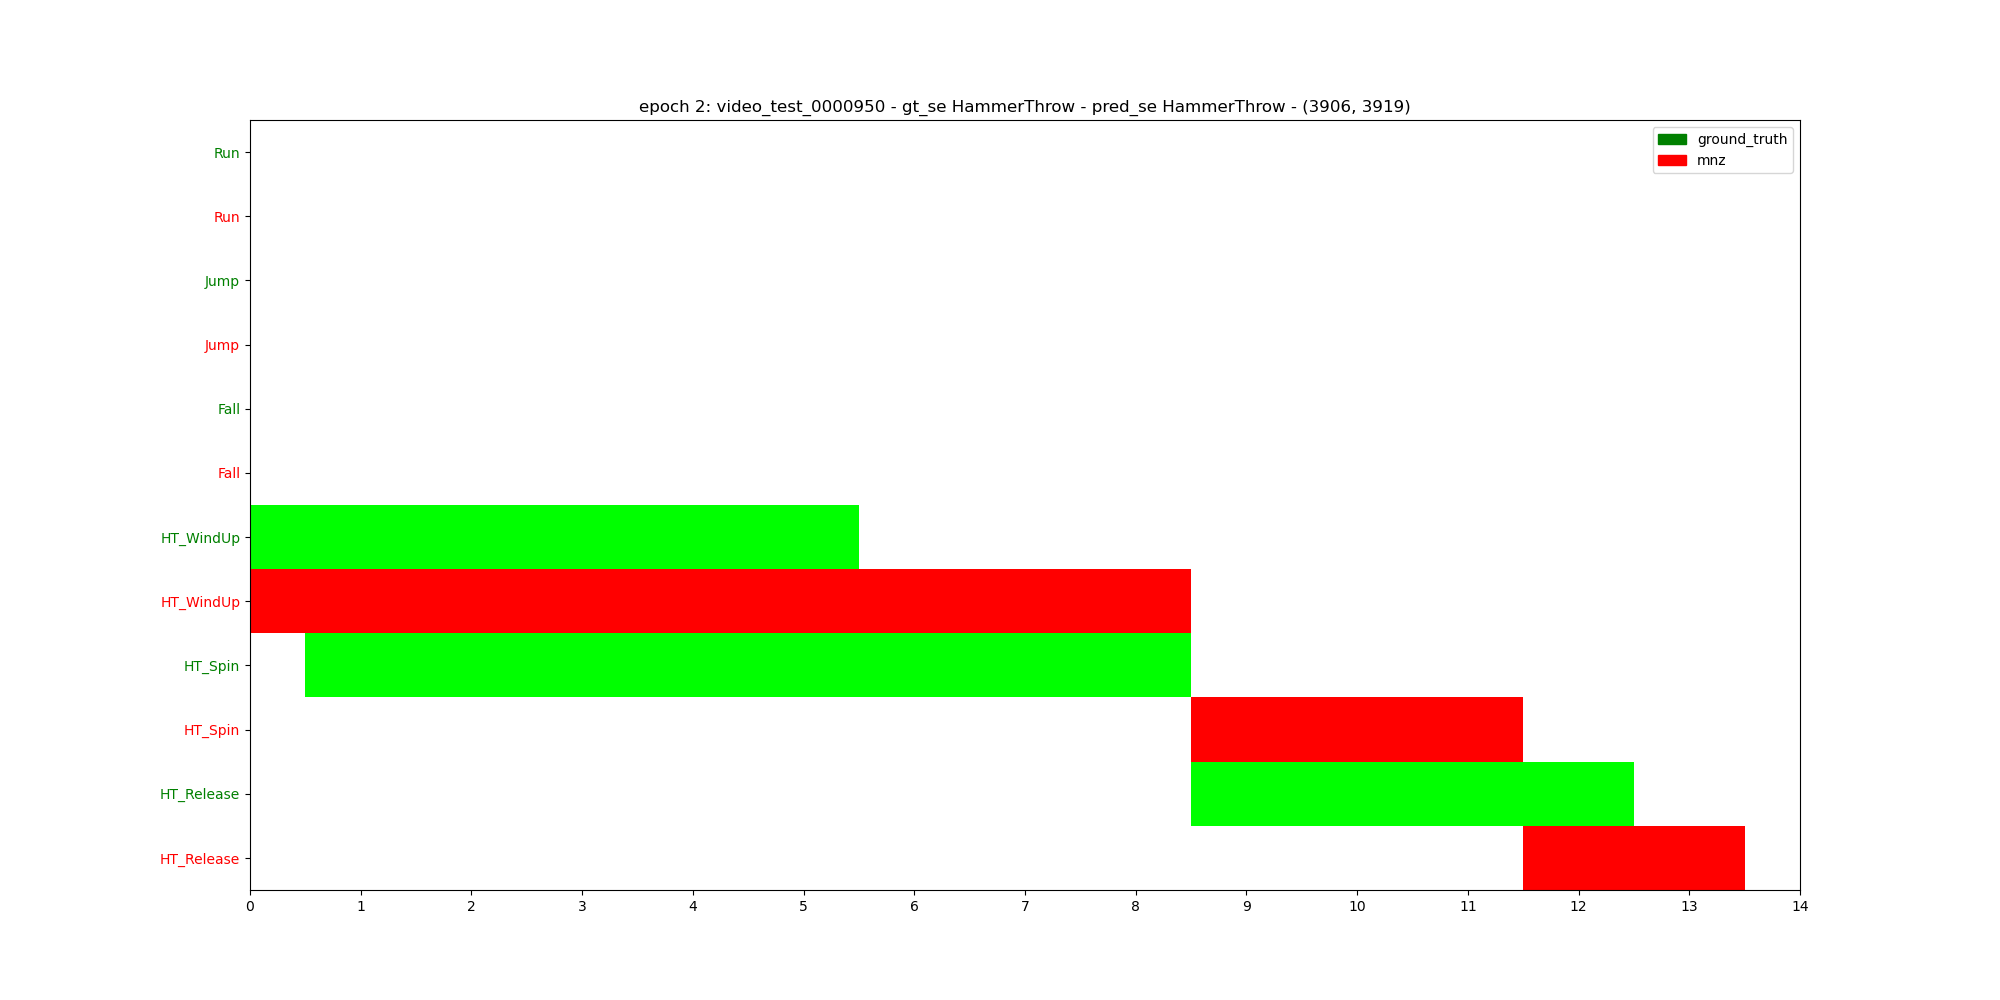 epoch 2: video_test_0000950 - gt_se HammerThrow - pred_se HammerThrow - (3906, 3919)
ground_truth
mnz
Run
Run
Jump
Jump
Fall
Fall
HT_WindUp
HT_WindUp
HT_Spin
HT_Spin
HT_Release
HT_Release
0 1 2 3 4 5 6 7 8 9 10 11 12 13 14